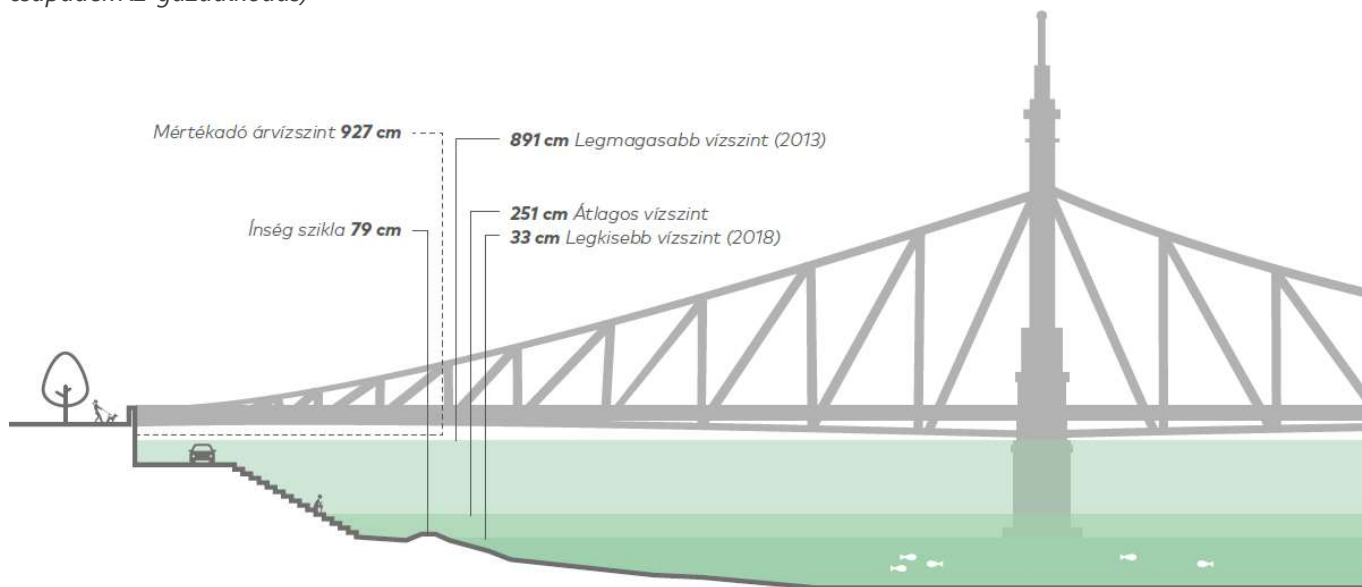 Mértékadó árvízszint 927 cm
891 cm Legmagasabb vízszint (2013)
Ínség szikla 79 cm
251 cm Átlagos vízszint
33 cm Legkisebb vízszint (2018)